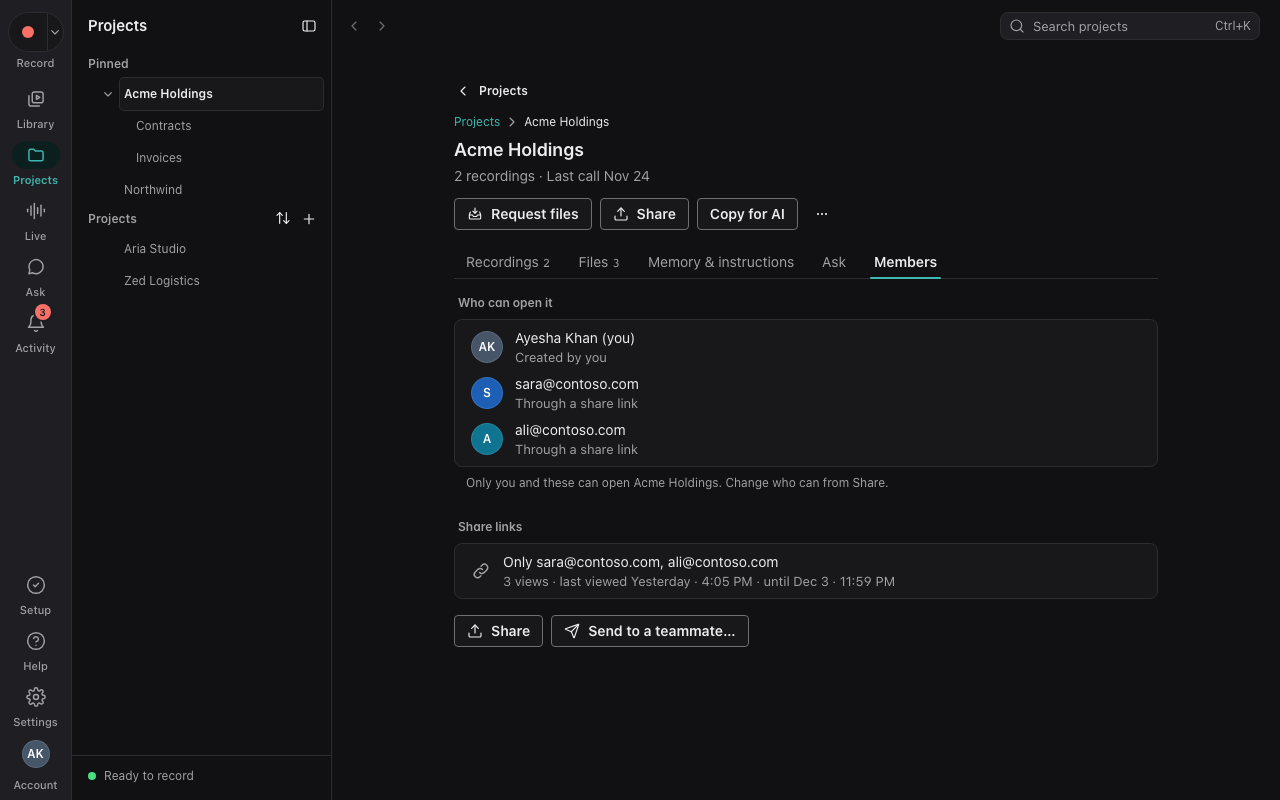 Record
Library
Projects
Live
Ask
3
Activity
Setup
Help
Settings
AK
Account
Projects
Pinned
Acme Holdings
Contracts
Invoices
Northwind
Projects
Aria Studio
Zed Logistics
Ready to record
Search projects Ctrl+K
Projects
Projects > Acme Holdings
Acme Holdings
2 recordings · Last call Nov 24
Request files Share Copy for AI ...
Recordings 2 Files 3 Memory & instructions Ask Members
Who can open it
AK Ayesha Khan (you)
Created by you
S sara@contoso.com
Through a share link
A ali@contoso.com
Through a share link
Only you and these can open Acme Holdings. Change who can from Share.
Share links
Only sara@contoso.com, ali@contoso.com
3 views · last viewed Yesterday · 4:05 PM · until Dec 3 · 11:59 PM
Share Send to a teammate...